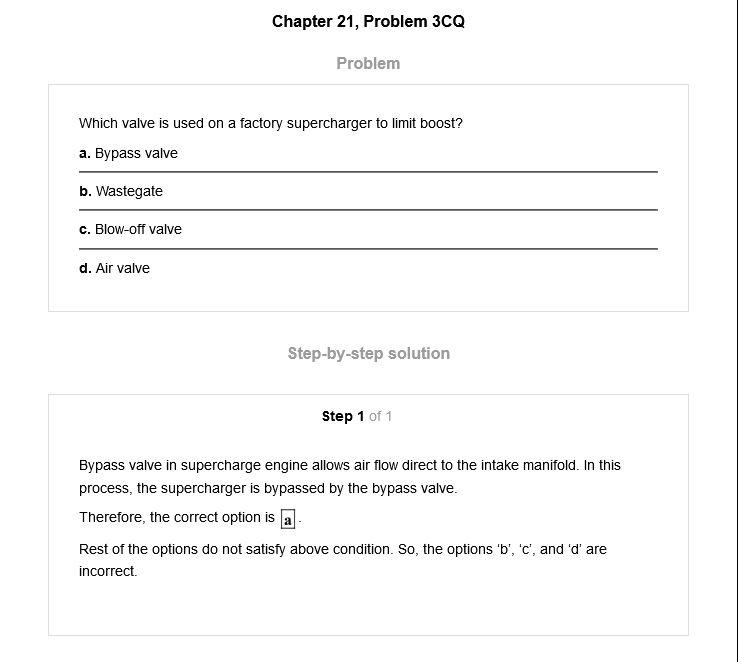 Chapter 21, Problem 3CQ
Problem
Which valve is used on a factory supercharger to limit boost?
a. Bypass valve
b. Wastegate
c. Blow-off valve
d. Air valve
Step-by-step solution
Step 1 of 1
Bypass valve in supercharge engine allows air flow direct to the intake manifold. In this
process, the supercharger is bypassed by the bypass valve.
Therefore, the correct option is a.
Rest of the options do not satisfy above condition. So, the options ‘b’, ‘c’, and ‘d’ are
incorrect.